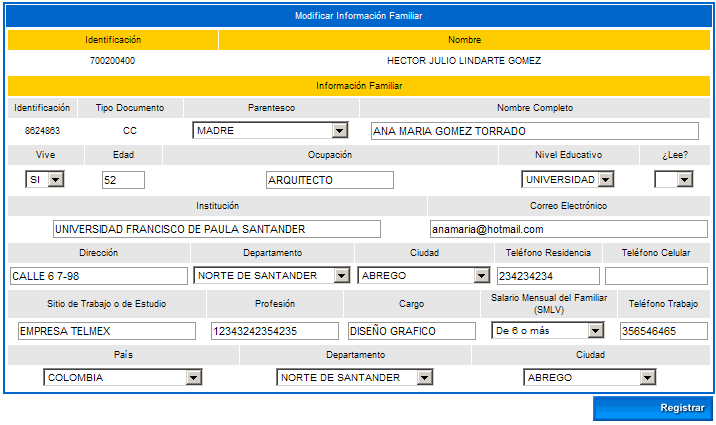 Modificar Información Familiar
Identificación Nombre
700200400 HECTOR JULIO LINDARTE GOMEZ
Información Familiar
Identificación Tipo Documento Parentesco Nombre Completo
8624863 CC MADRE ANA MARIA GOMEZ TORRADO
Vive Edad Ocupación Nivel Educativo ¿Lee?
SI 52 ARQUITECTO UNIVERSIDAD
Institución Correo Electrónico
UNIVERSIDAD FRANCISCO DE PAULA SANTANDER anamaria@hotmail.com
Dirección Departamento Ciudad Teléfono Residencia Teléfono Celular
CALLE 6 7-98 NORTE DE SANTANDER ABREGO 234234234
Sitio de Trabajo o de Estudio Profesión Cargo Salario Mensual del Familiar (SMLV) Teléfono Trabajo
EMPRESA TELMEX 12343242354235 DISEÑO GRAFICO De 6 o más 356546465
País Departamento Ciudad
COLOMBIA NORTE DE SANTANDER ABREGO
Registrar